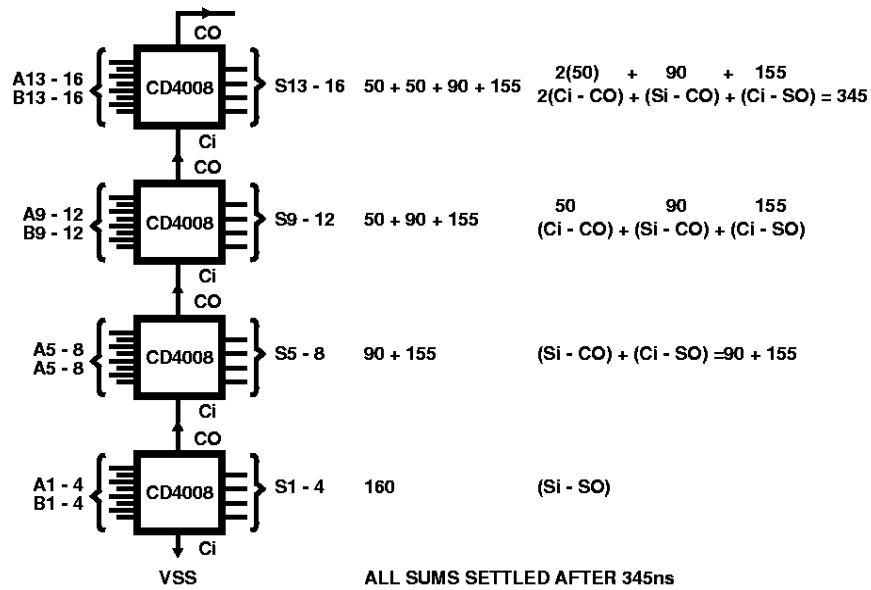 CO
A13 - 16
B13 - 16
CD4008
S13 - 16
50 + 50 + 90 + 155
2(50) + 90 + 155
2(Ci - CO) + (Si - CO) + (Ci - SO) = 345
Ci
CO
A9 - 12
B9 - 12
CD4008
S9 - 12
50 + 90 + 155
50 90 155
(Ci - CO) + (Si - CO) + (Ci - SO)
Ci
CO
A5 - 8
A5 - 8
CD4008
S5 - 8
90 + 155
(Si - CO) + (Ci - SO) =90 + 155
Ci
CO
A1 - 4
B1 - 4
CD4008
S1 - 4
160
(Si - SO)
Ci
VSS
ALL SUMS SETTLED AFTER 345ns